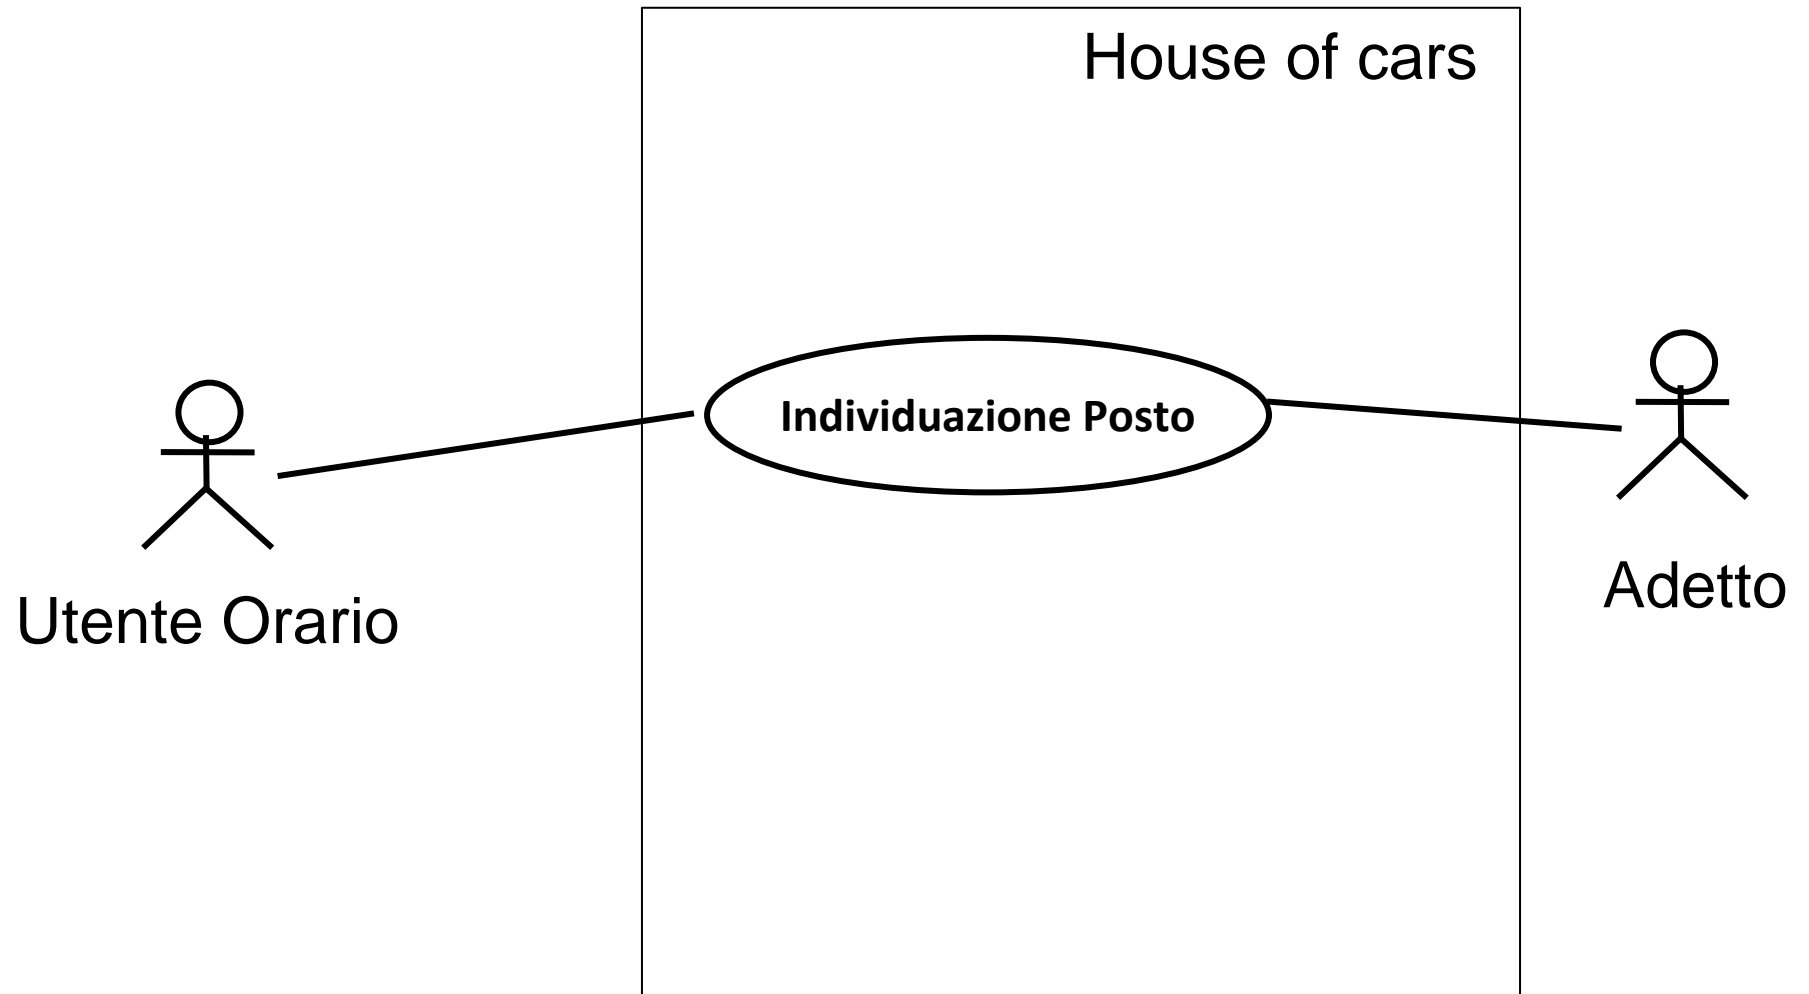 House of cars
Individuazione Posto
Utente Orario
Adetto